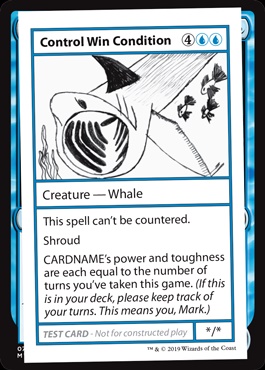 Control Win Condition 4
Creature — Whale
This spell can't be countered.
Shroud
CARDNAME's power and toughness
are each equal to the number of
turns you've taken this game. (If this
is in your deck, please keep track of
your turns. This means you, Mark.)
TEST CARD - Not for constructed play
*/*
™ & © 2019 Wizards of the Coast